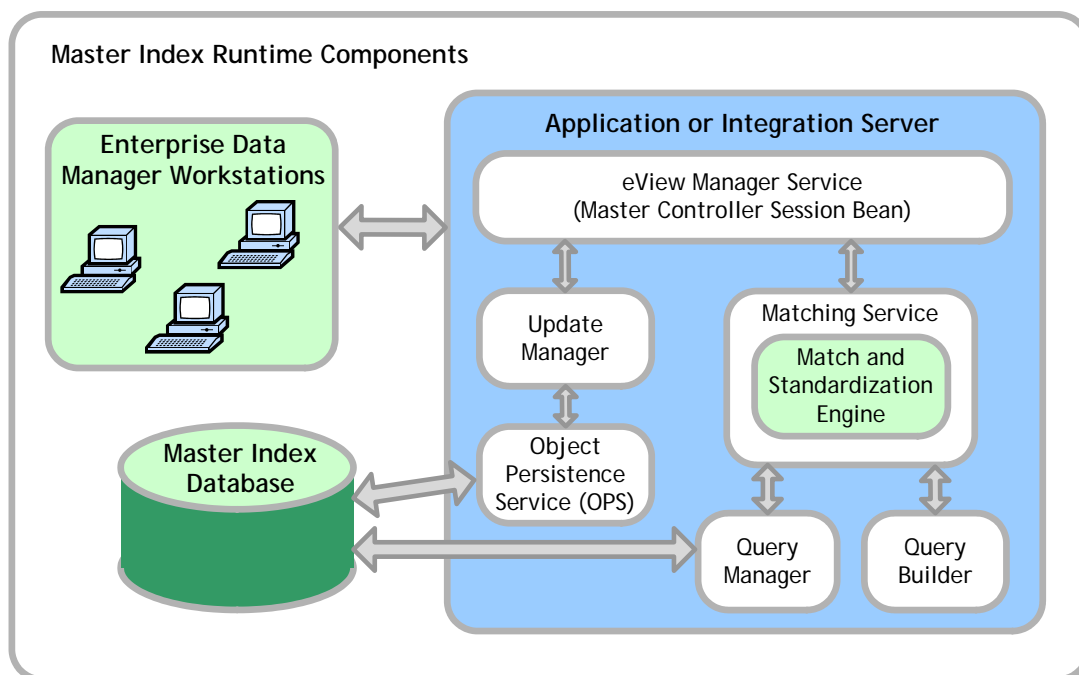 Master Index Runtime Components
Enterprise Data
Manager Workstations
Application or Integration Server
eView Manager Service
(Master Controller Session Bean)
Update
Manager
Matching Service
Match and
Standardization
Engine
Master Index
Database
Object
Persistence
Service (OPS)
Query
Manager
Query
Builder